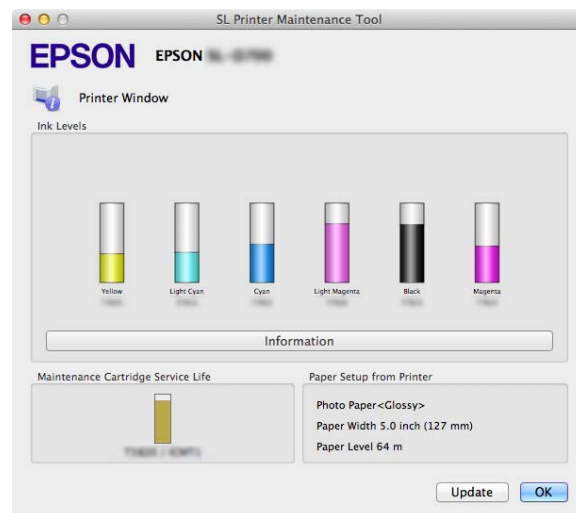 SL Printer Maintenance Tool
EPSON EPSON
Printer Window
Ink Levels
Yellow Light Cyan Cyan Light Magenta Black Magenta
Information
Maintenance Cartridge Service Life
Paper Setup from Printer
Photo Paper<Glossy>
Paper Width 5.0 inch (127 mm)
Paper Level 64 m
Update OK